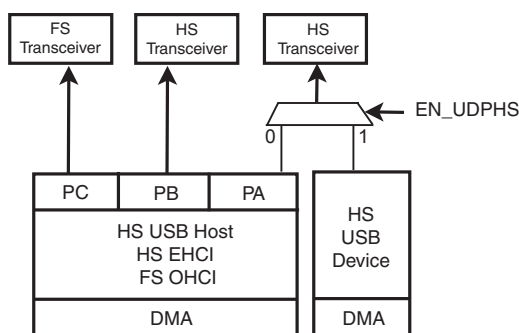 FS
Transceiver
HS
Transceiver
HS
Transceiver
EN_UDPHS
0
1
PC
PB
PA
HS USB Host
HS EHCI
FS OHCI
DMA
HS
USB
Device
DMA